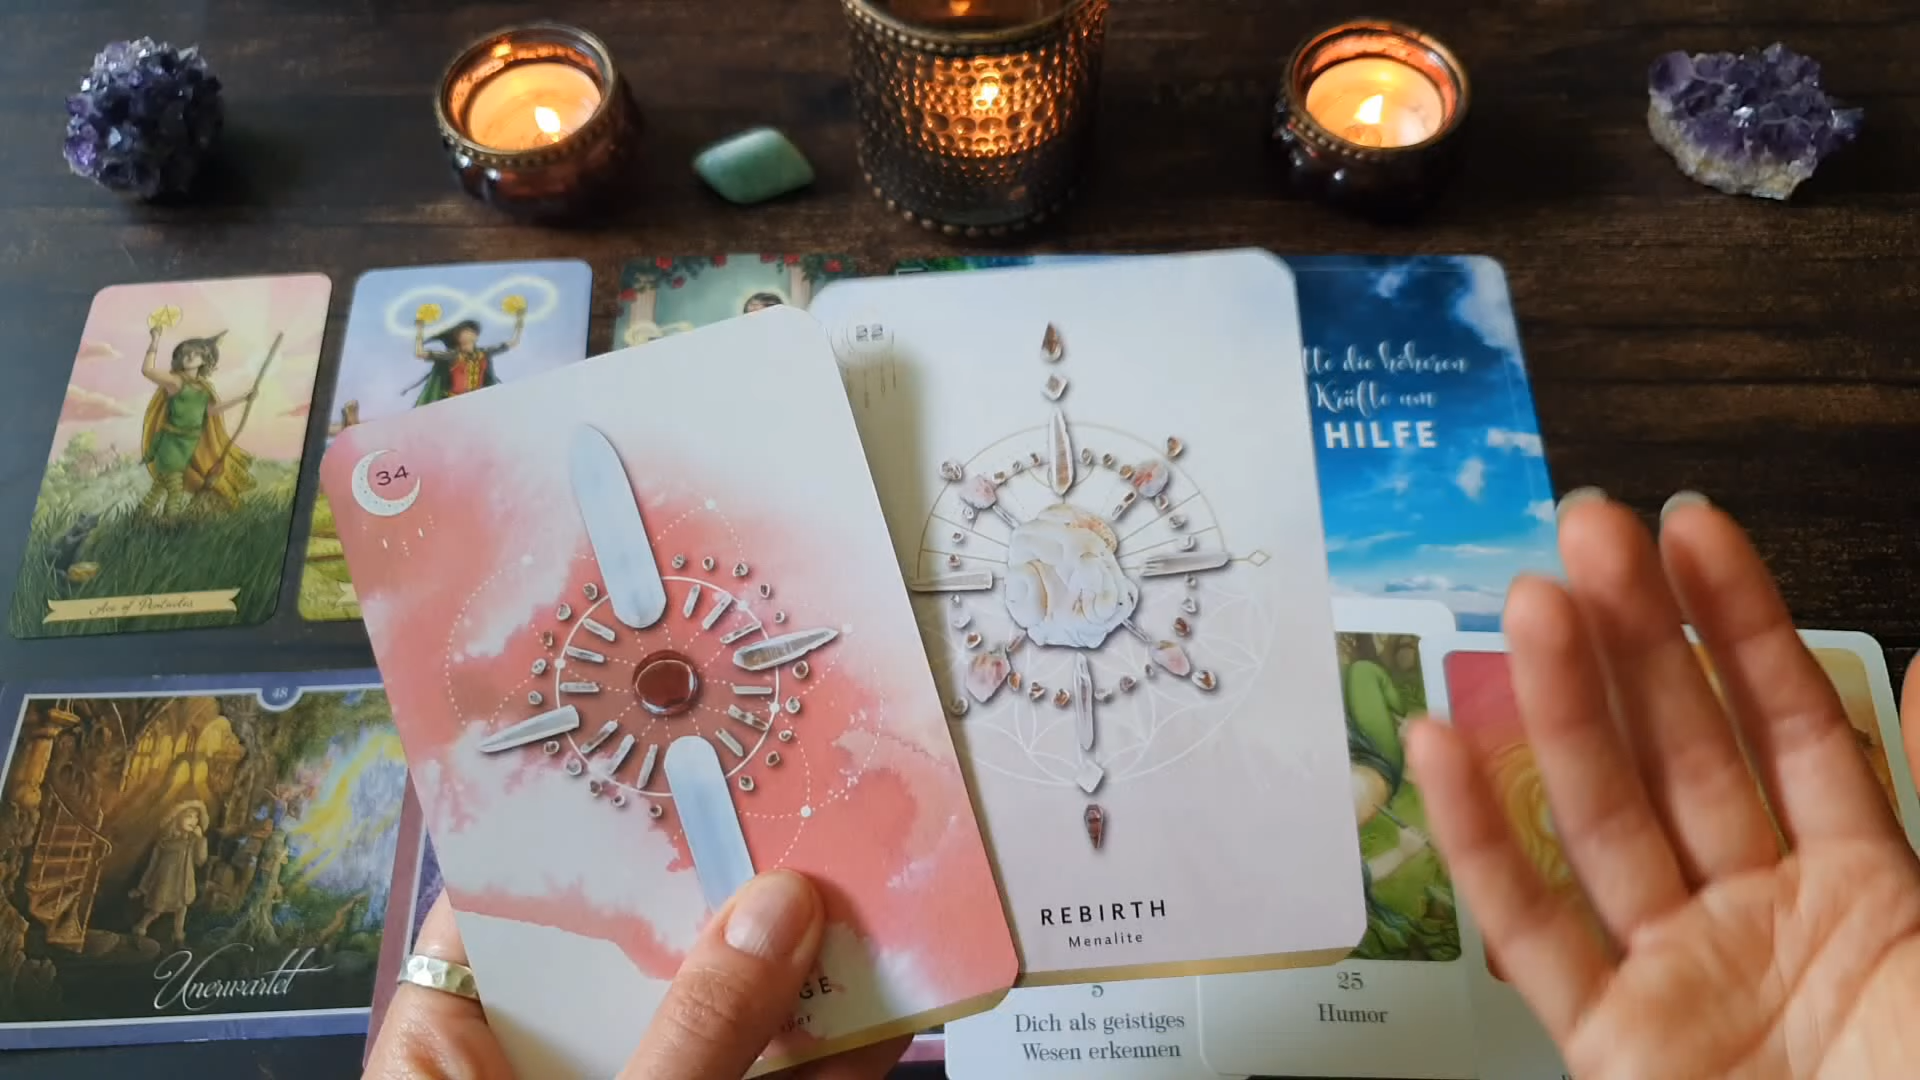 Ace of Pentacles
22
die höheren
Kräfte um
HILFE
34
48
Unerwartet
REBIRTH
Menalite
5
Dich als geistiges
Wesen erkennen
25
Humor